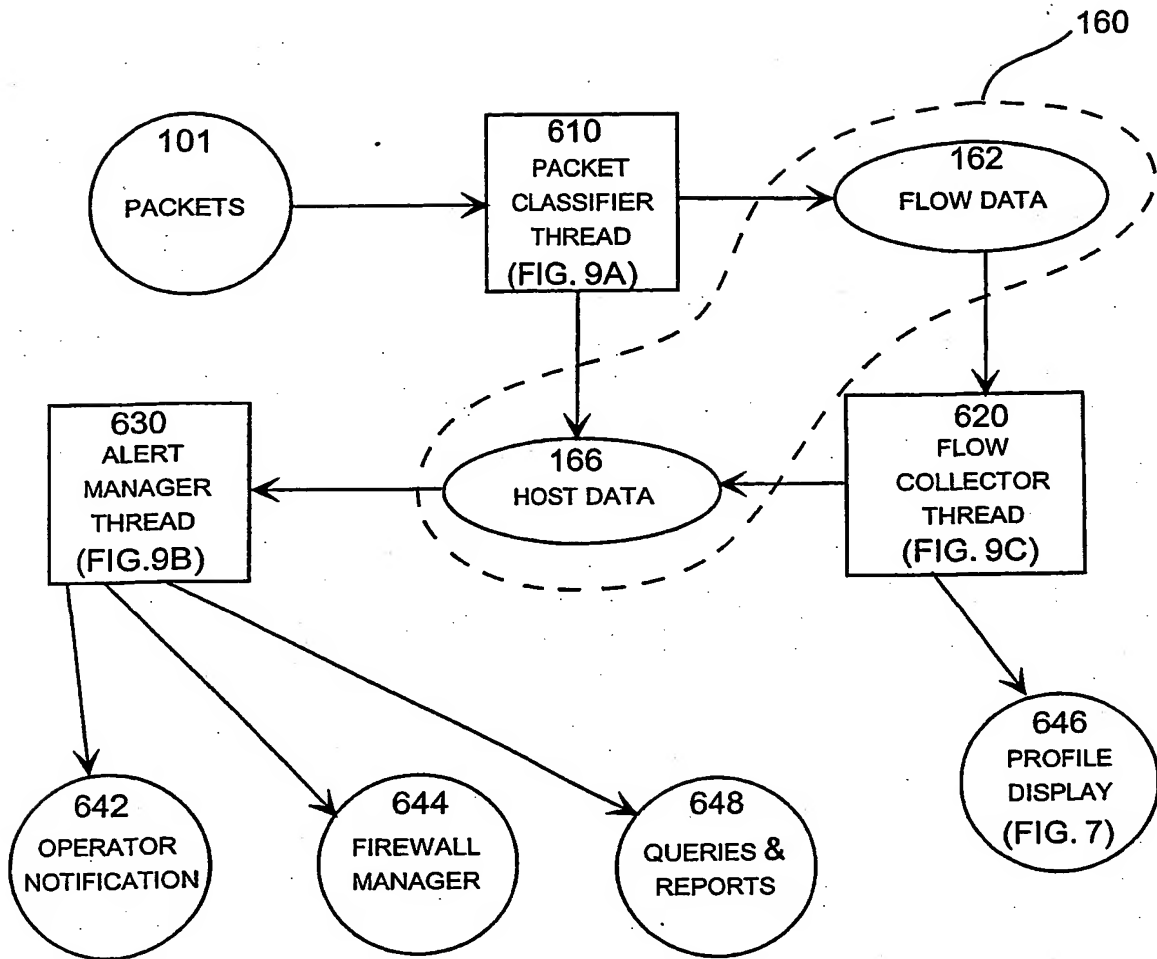 160
101
PACKETS
610
PACKET
CLASSIFIER
THREAD
(FIG. 9A)
162
FLOW DATA
630
ALERT
MANAGER
THREAD
(FIG.9B)
166
HOST DATA
620
FLOW
COLLECTOR
THREAD
(FIG. 9C)
642
OPERATOR
NOTIFICATION
644
FIREWALL
MANAGER
648
QUERIES &
REPORTS
646
PROFILE
DISPLAY
(FIG. 7)